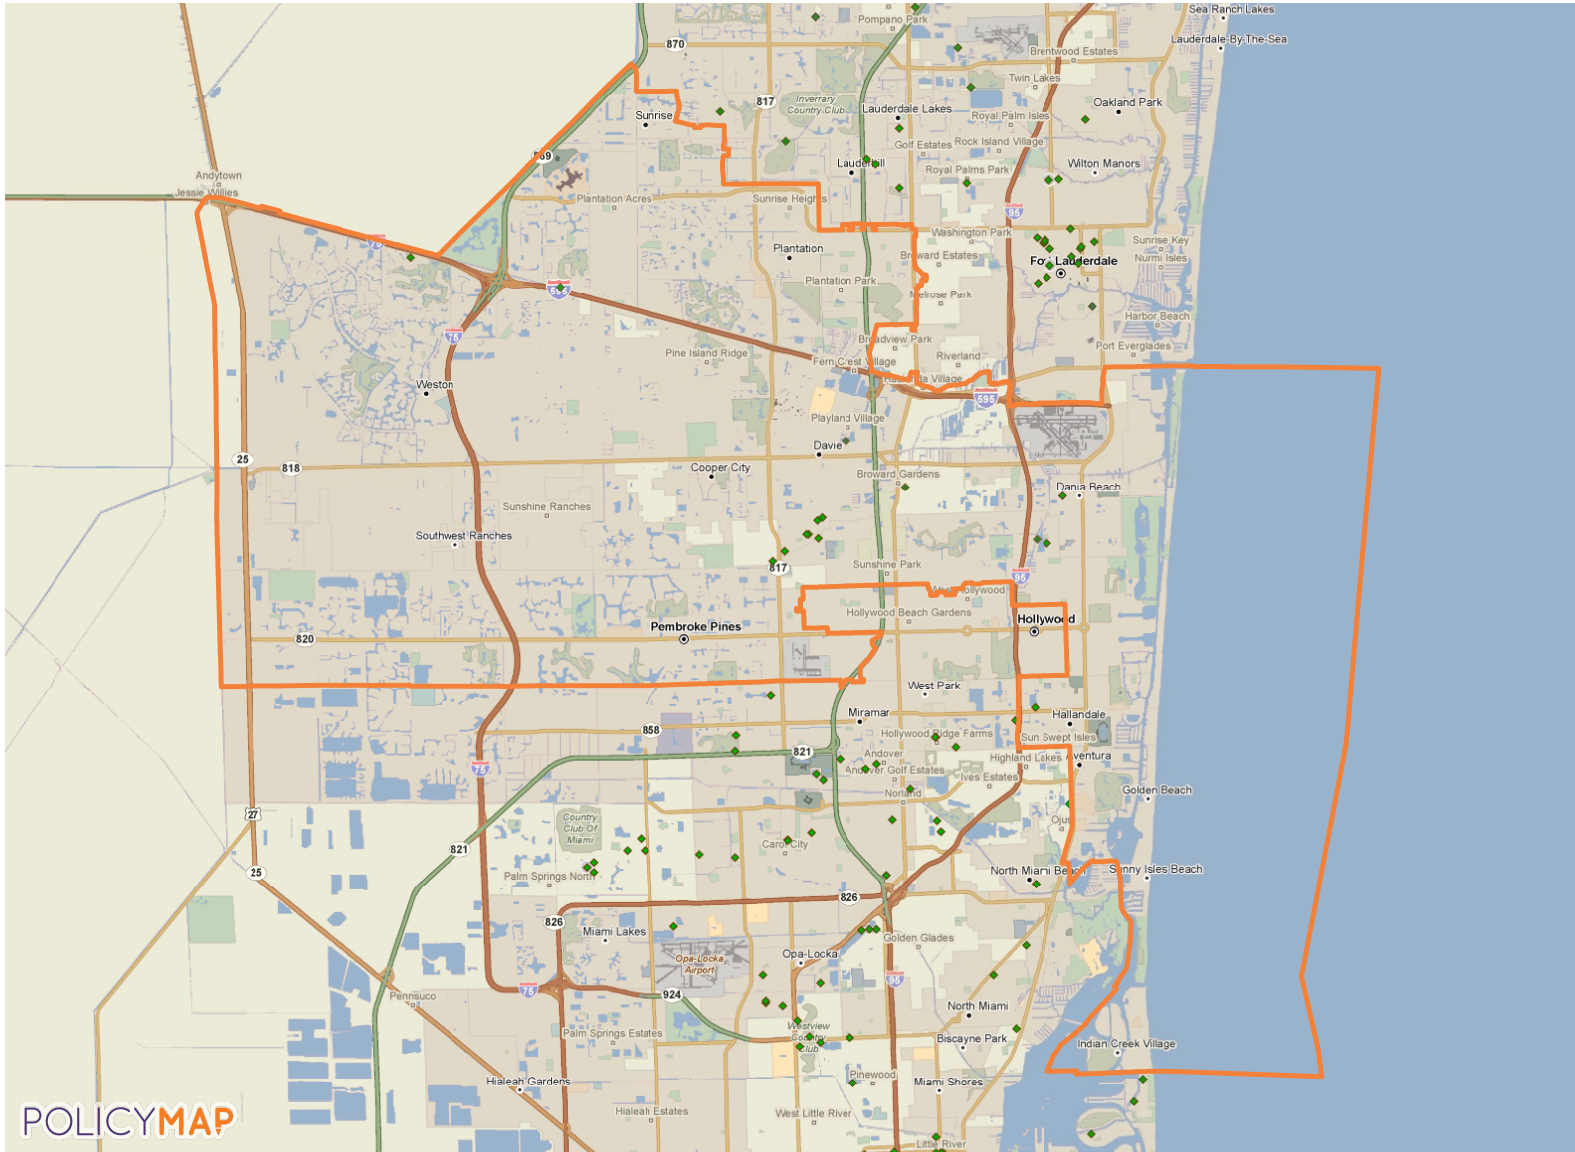 Sea Ranch Lakes
Pompano Park
Lauderdale-By-The-Sea
870
Brentwood Estates
Twin Lakes
Inverrary
Country Club
817
Oakland Park
Lauderdale Lakes
Sunrise
Royal Palm Isles
Golf Estates
Rock Island Village
869
Lauderhill
Wilton Manors
Royal Palms Park
Andytown
Jessie Willies
Plantation Acres
Sunrise Heights
95
Washington Park
75
Plantation
Sunrise Key
Broward Estates
Nurmi Isles
Fort Lauderdale
Plantation Park
595
Melrose Park
Harbor Beach
75
Broadview Park
Port Everglades
Pine Island Ridge
Riverland
Fern Crest Village
Hacienda Village
Weston
595
Playland Village
Davie
25
818
Cooper City
Broward Gardens
Dania Beach
Sunshine Ranches
Southwest Ranches
817
Sunshine Park
95
West Hollywood
Hollywood Beach Gardens
Hollywood
Pembroke Pines
820
West Park
Miramar
Hallandale
858
Hollywood Ridge Farms
Sun Swept Isles
821
Andover
Highland Lakes
Aventura
75
Andover Golf Estates
Ives Estates
Golden Beach
Norland
27
Country
Club Of
Miami
Ojus
Carol City
821
25
Palm Springs North
North Miami Beach
Sunny Isles Beach
826
826
Miami Lakes
Golden Glades
Opa-Locka
Opa-Locka
Airport
95
75
924
Pennsuco
North Miami
Westview
Country
Club
Palm Springs Estates
Biscayne Park
Indian Creek Village
Pinewood
Hialeah Gardens
Miami Shores
Hialeah Estates
West Little River
POLICYMAP
Little River